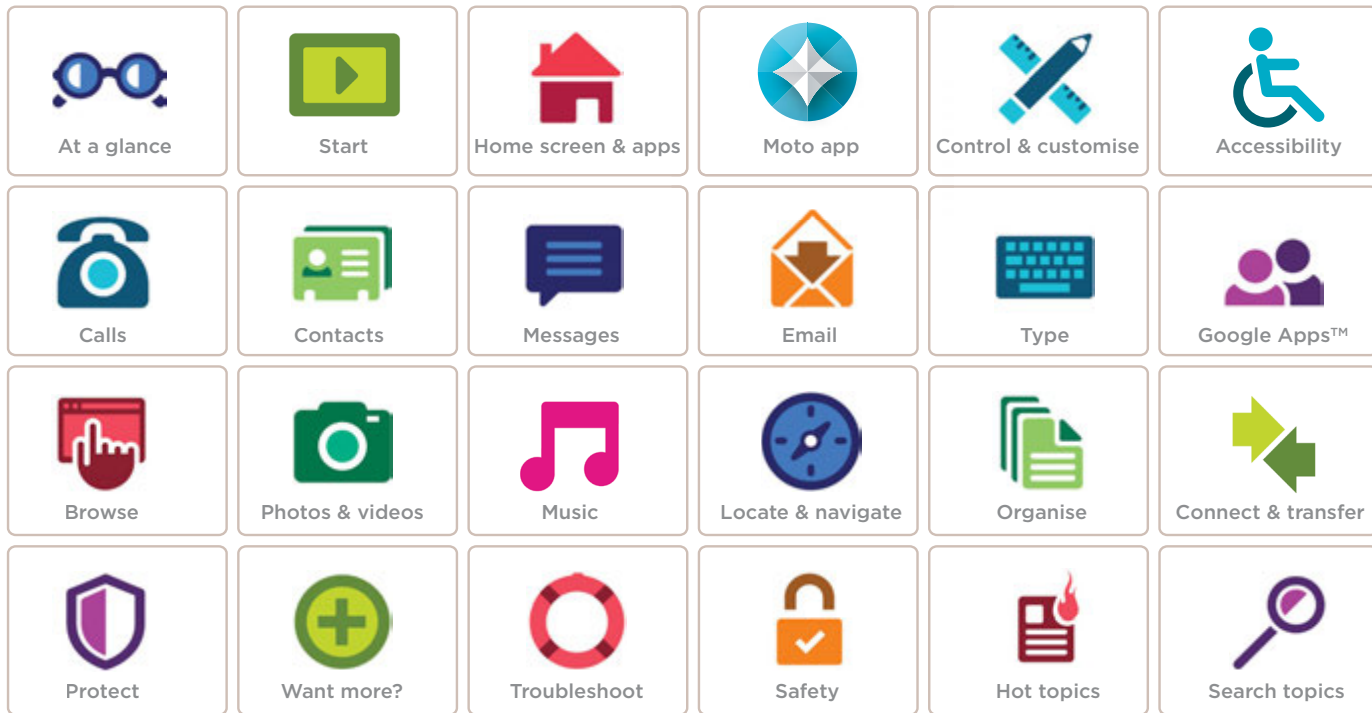 At a glance
Start
Home screen & apps
Moto app
Control & customise
Accessibility
Calls
Contacts
Messages
Email
Type
Google Apps™
Browse
Photos & videos
Music
Locate & navigate
Organise
Connect & transfer
Protect
Want more?
Troubleshoot
Safety
Hot topics
Search topics